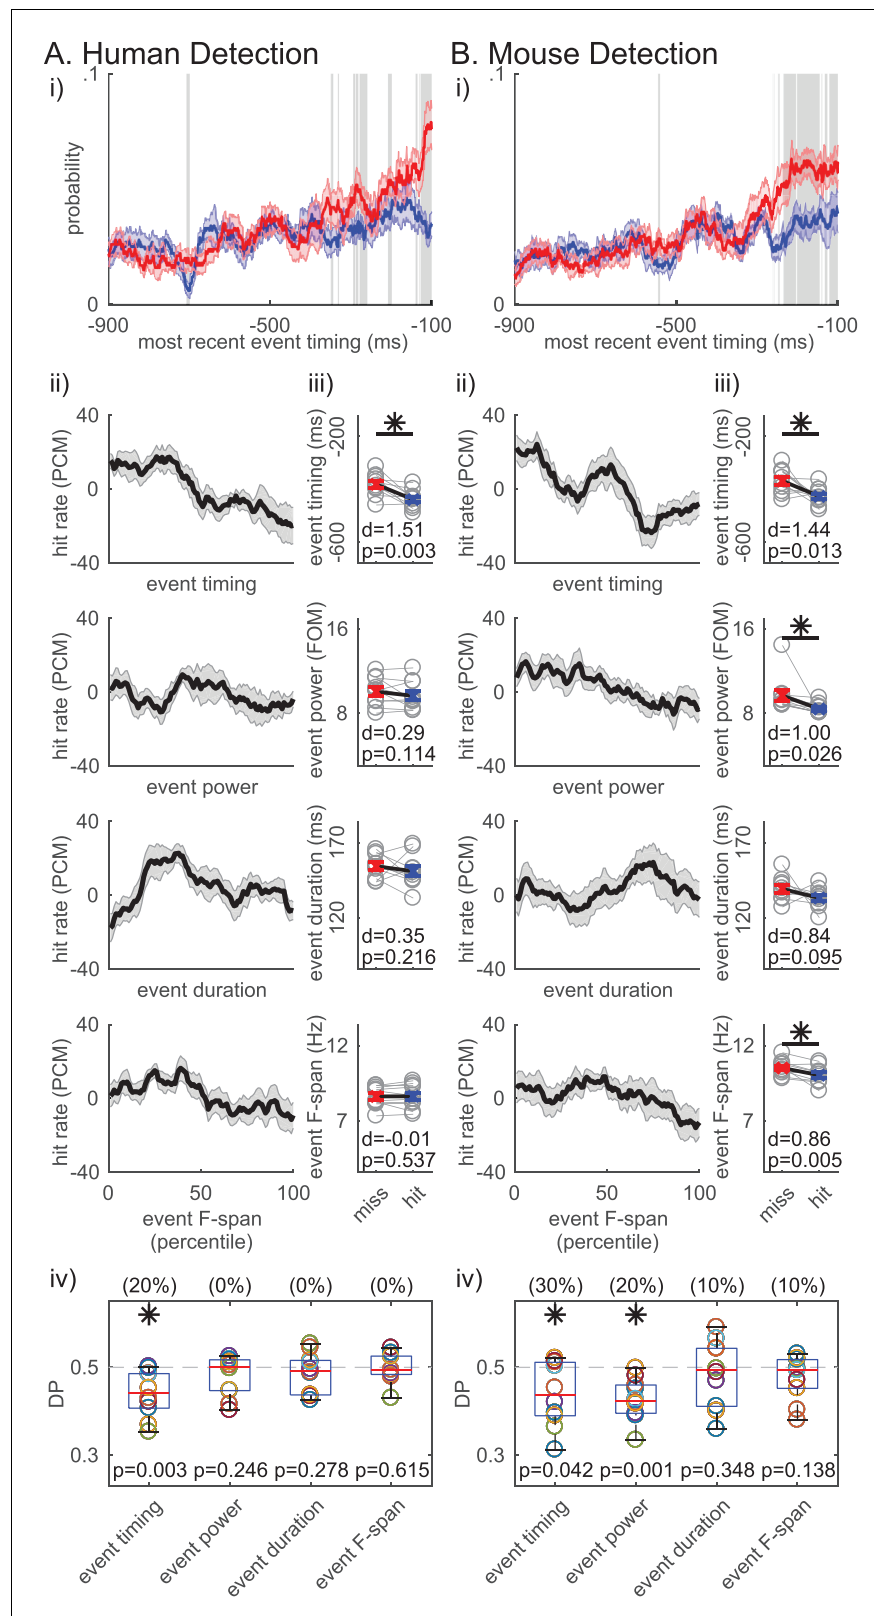 A. Human Detection
i)
.1
probability
0
-900
-500
-100
most recent event timing (ms)
ii)
40
hit rate (PCM)
0
-40
event timing
iii)
event timing (ms)
-200
-600
d=1.51
p=0.003
40
hit rate (PCM)
0
-40
event power
event power (FOM)
16
8
d=0.29
p=0.114
40
hit rate (PCM)
0
-40
event duration
event duration (ms)
170
120
d=0.35
p=0.216
40
hit rate (PCM)
0
-40
0
50
100
event F-span
(percentile)
event F-span (Hz)
12
7
d=-0.01
p=0.537
miss
hit
iv)
(20%)
(0%)
(0%)
(0%)
DP
0.5
0.3
p=0.003
p=0.246
p=0.278
p=0.615
event timing
event power
event duration
event F-span
B. Mouse Detection
i)
0
-900
-500
-100
most recent event timing (ms)
ii)
40
hit rate (PCM)
0
-40
event timing
iii)
event timing (ms)
-200
-600
d=1.44
p=0.013
40
hit rate (PCM)
0
-40
event power
event power (FOM)
16
8
d=1.00
p=0.026
40
hit rate (PCM)
0
-40
event duration
event duration (ms)
170
120
d=0.84
p=0.095
40
hit rate (PCM)
0
-40
0
50
100
event F-span
(percentile)
event F-span (Hz)
12
7
d=0.86
p=0.005
miss
hit
iv)
(30%)
(20%)
(10%)
(10%)
DP
0.5
0.3
p=0.042
p=0.001
p=0.348
p=0.138
event timing
event power
event duration
event F-span